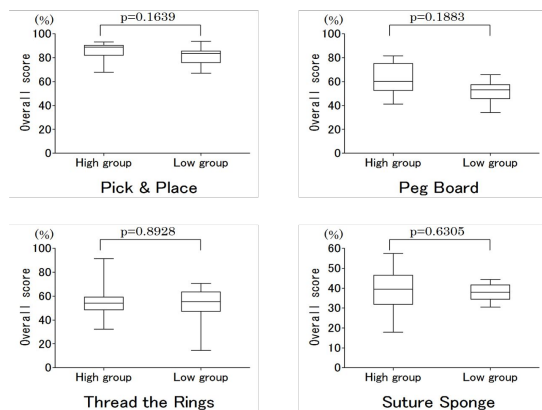 (%)
p=0.1639
100
80
60
40
20
0
Overall score
High group
Low group
Pick & Place
(%)
p=0.1883
100
80
60
40
20
0
Overall score
High group
Low group
Peg Board
(%)
p=0.8928
100
80
60
40
20
0
Overall score
High group
Low group
Thread the Rings
(%)
p=0.6305
60
50
40
30
20
10
0
Overall score
High group
Low group
Suture Sponge